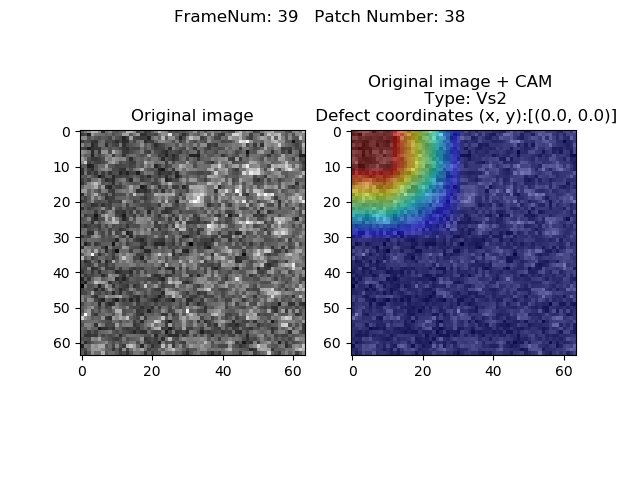 FrameNum: 39   Patch Number: 38
Original image
0
10
20
30
40
50
60
0 20 40 60
Original image + CAM
Type: Vs2
Defect coordinates (x, y):[(0.0, 0.0)]
0
10
20
30
40
50
60
0 20 40 60